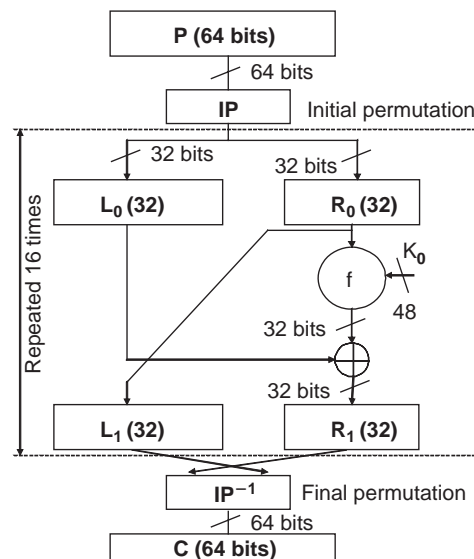 P (64 bits)
64 bits
IP
Initial permutation
32 bits
32 bits
L₀ (32)
R₀ (32)
K₀
f
48
32 bits
32 bits
Repeated 16 times
L₁ (32)
R₁ (32)
IP⁻¹
Final permutation
64 bits
C (64 bits)